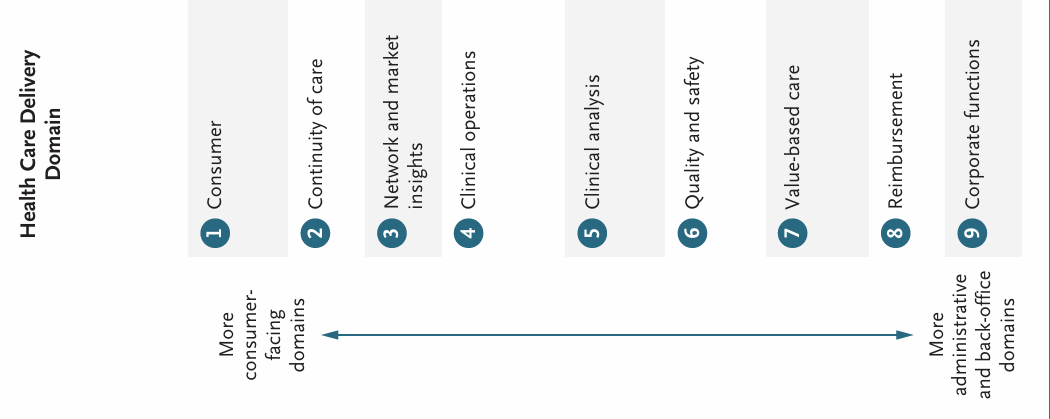 Health Care Delivery
Domain
More
consumer-
facing
domains
1 Consumer
2 Continuity of care
3 Network and market
insights
4 Clinical operations
5 Clinical analysis
6 Quality and safety
7 Value-based care
8 Reimbursement
9 Corporate functions
More
administrative
and back-office
domains